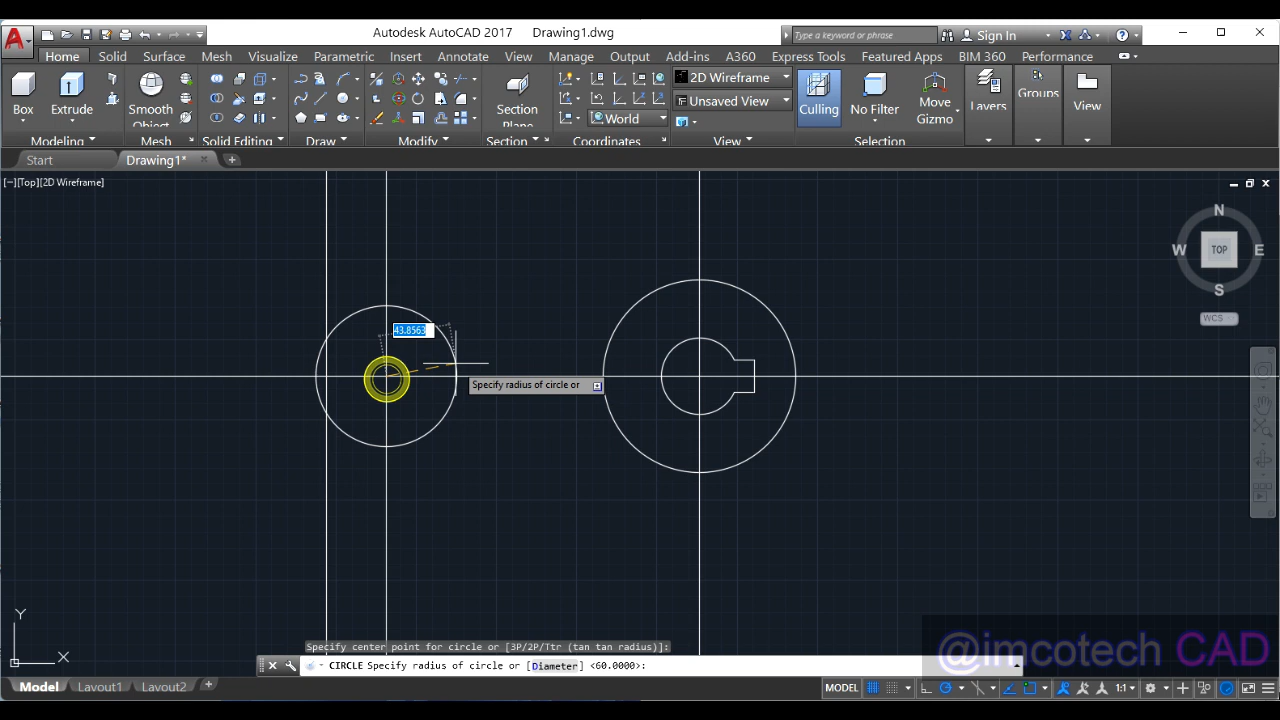 Autodesk AutoCAD 2017 Drawing1.dwg
Type a keyword or phrase
Sign In
Home Solid Surface Mesh Visualize Parametric Insert Annotate View Manage Output Add-ins A360 Express Tools Featured Apps BIM 360 Performance
2D Wireframe
Unsaved View
World
Box Extrude Smooth Object Section Plane Culling No Filter Move Gizmo Layers Groups View
Modeling Mesh Solid Editing Draw Modify Section Coordinates View Selection
Start Drawing1* +
[−][Top][2D Wireframe]
N
W TOP E
S
WCS
43.8563
Specify radius of circle or
Y
X
Specify center point for circle or [3P/2P/Ttr (tan tan radius)]:
CIRCLE Specify radius of circle or [Diameter] <60.0000>:
@imcotech CAD
Model Layout1 Layout2 +
MODEL 1:1